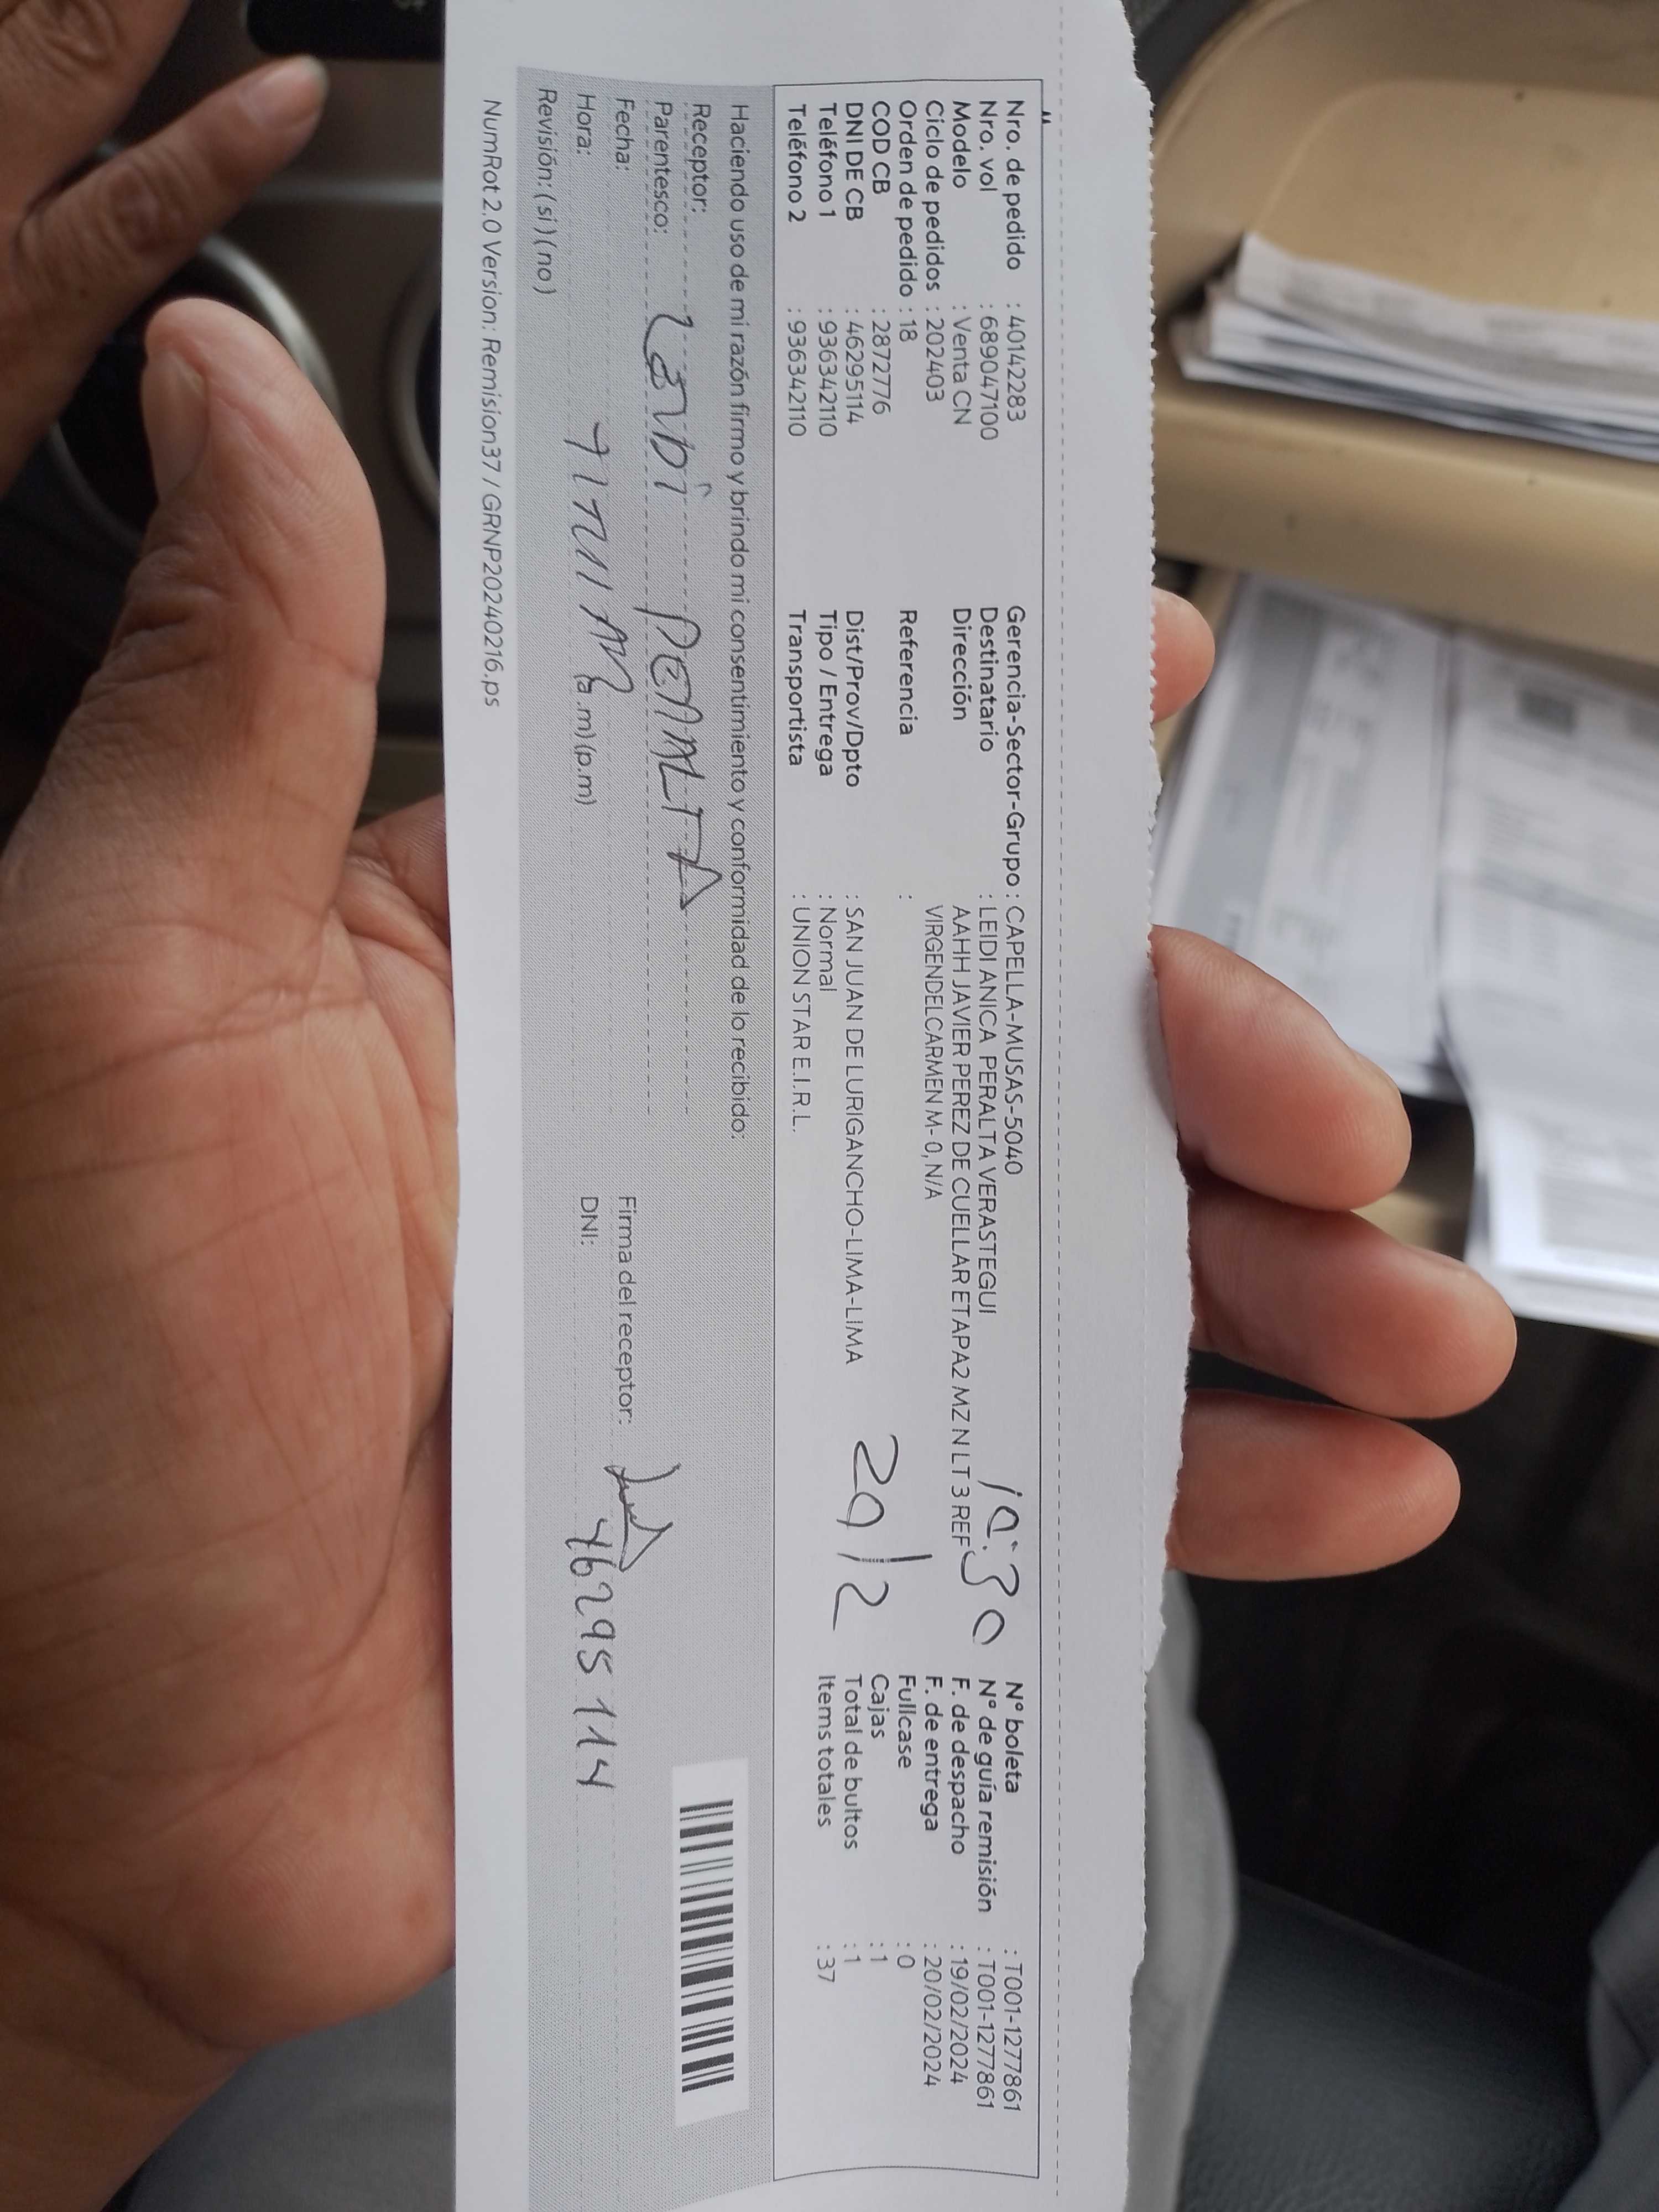 Nro. de pedido : 40142283
Nro. vol : 689047100
Modelo : Venta CN
Ciclo de pedidos : 202403
Orden de pedido : 18
COD CB : 2872776
DNI DE CB : 46295114
Teléfono 1 : 936342110
Teléfono 2 : 936342110
Gerencia-Sector-Grupo : CAPELLA-MUSAS-5040
Destinatario : LEIDI ANICA PERALTA VERASTEGUI
Dirección AAHH JAVIER PEREZ DE CUELLAR ETAPA2 MZ N LT 3 REF
VIRGENDELCARMEN M- 0, N/A
Referencia :
Dist/Prov/Dpto : SAN JUAN DE LURIGANCHO-LIMA-LIMA
Tipo / Entrega : Normal
Transportista : UNION STAR E.I.R.L.
2912
N° boleta : T001-1277861
N° de guía remisión : T001-1277861
F. de despacho : 19/02/2024
F. de entrega : 20/02/2024
Fullcase : 0
Cajas : 1
Total de bultos : 1
Items totales : 37
Haciendo uso de mi razón firmo y brindo mi consentimiento y conformidad de lo recibido:
Receptor:
Parentesco:
Fecha:
Hora: (a.m) (p.m)
Revisión: (si) (no)
Firma del receptor:
DNI: 46295114
NumRot 2.0 Version: Remision37 / GRNP20240216.ps